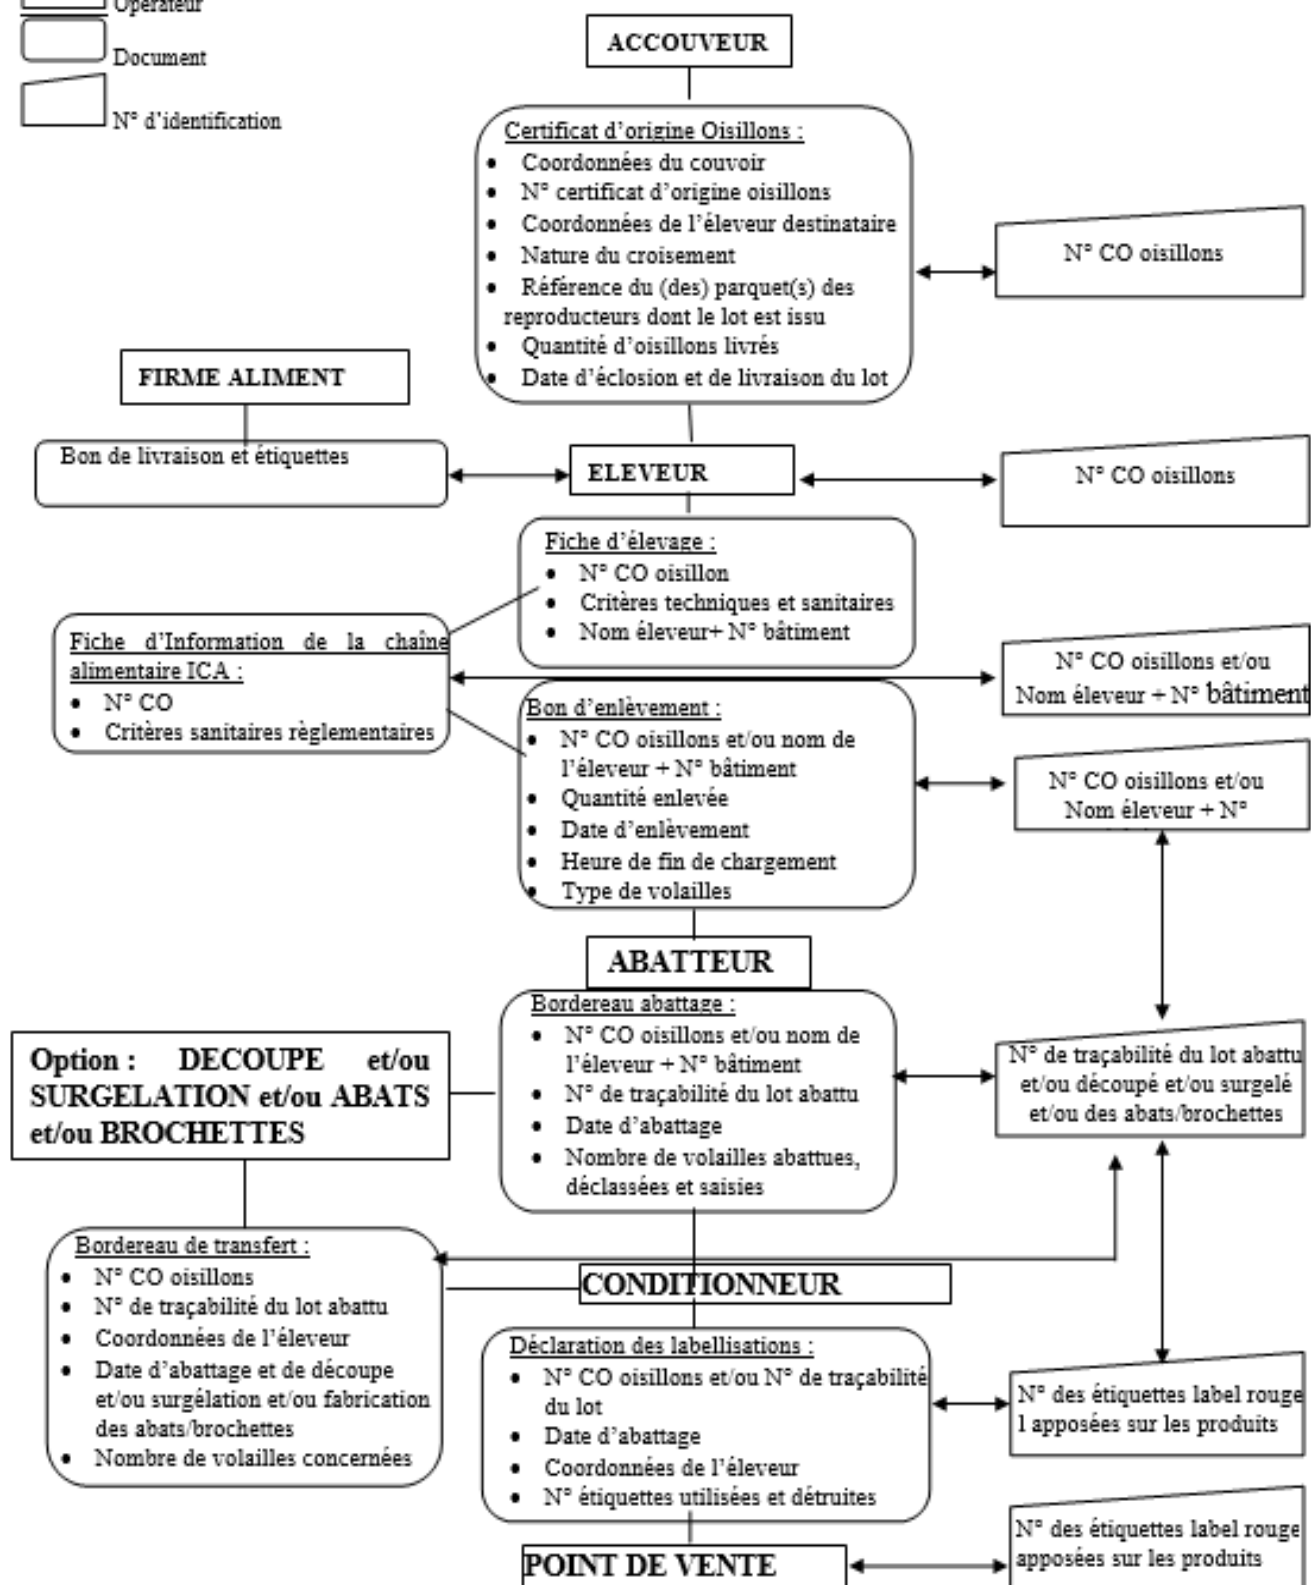 Opérateur
Document
N° d'identification
ACCOUVEUR
Certificat d'origine Oisillons :
• Coordonnées du couvoir
• N° certificat d'origine oisillons
• Coordonnées de l'éleveur destinataire
• Nature du croisement
• Référence du (des) parquet(s) des
reproducteurs dont le lot est issu
• Quantité d'oisillons livrés
• Date d'éclosion et de livraison du lot
N° CO oisillons
FIRME ALIMENT
Bon de livraison et étiquettes
ELEVEUR
N° CO oisillons
Fiche d'élevage :
• N° CO oisillon
• Critères techniques et sanitaires
• Nom éleveur+ N° bâtiment
Fiche d'Information de la chaîne
alimentaire ICA :
• N° CO
• Critères sanitaires règlementaires
N° CO oisillons et/ou
Nom éleveur + N° bâtiment
Bon d'enlèvement :
• N° CO oisillons et/ou nom de
l'éleveur + N° bâtiment
• Quantité enlevée
• Date d'enlèvement
• Heure de fin de chargement
• Type de volailles
N° CO oisillons et/ou
Nom éleveur + N°
ABATTEUR
Bordereau abattage :
• N° CO oisillons et/ou nom de
l'éleveur + N° bâtiment
• N° de traçabilité du lot abattu
• Date d'abattage
• Nombre de volailles abattues,
déclassées et saisies
Option : DECOUPE et/ou
SURGELATION et/ou ABATS
et/ou BROCHETTES
N° de traçabilité du lot abattu
et/ou découpé et/ou surgelé
et/ou des abats/brochettes
Bordereau de transfert :
• N° CO oisillons
• N° de traçabilité du lot abattu
• Coordonnées de l'éleveur
• Date d'abattage et de découpe
et/ou surgélation et/ou fabrication
des abats/brochettes
• Nombre de volailles concernées
CONDITIONNEUR
Déclaration des labellisations :
• N° CO oisillons et/ou N° de traçabilité
du lot
• Date d'abattage
• Coordonnées de l'éleveur
• N° étiquettes utilisées et détruites
N° des étiquettes label rouge
l apposées sur les produits
POINT DE VENTE
N° des étiquettes label rouge
apposées sur les produits